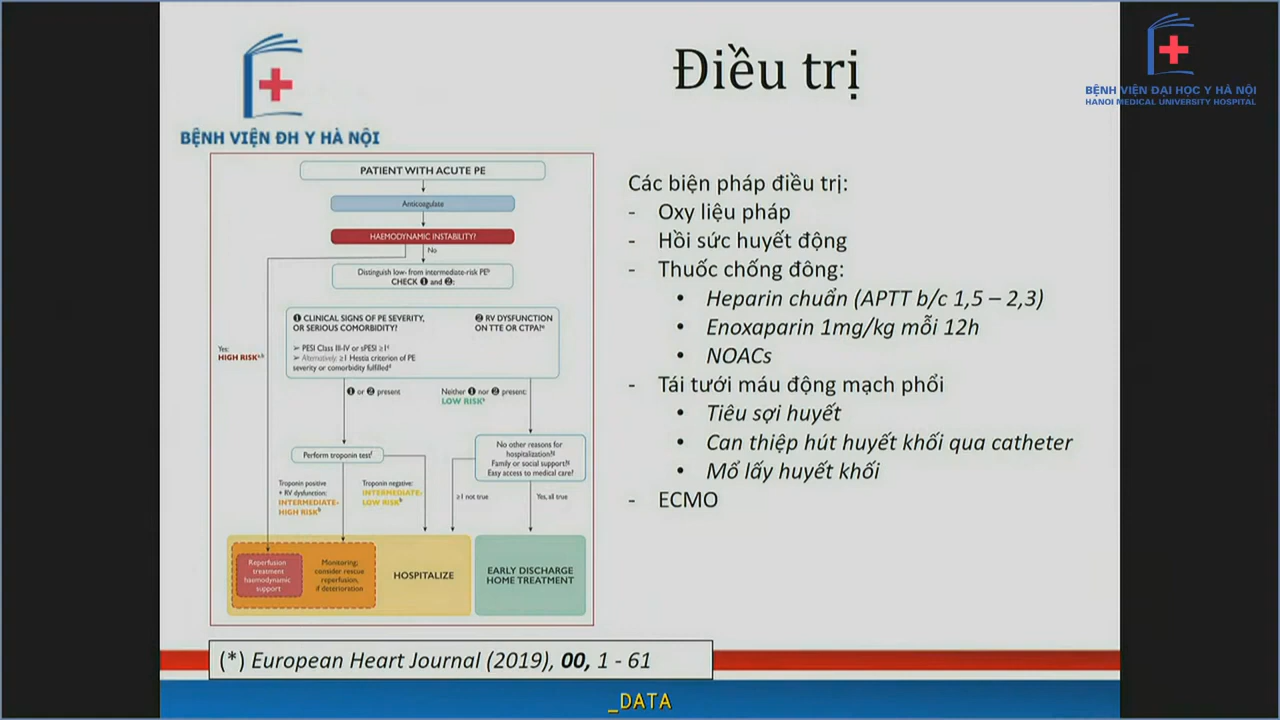 BỆNH VIỆN ĐH Y HÀ NỘI
Điều trị
BỆNH VIỆN ĐẠI HỌC Y HÀ NỘI
HANOI MEDICAL UNIVERSITY HOSPITAL
PATIENT WITH ACUTE PE
Anticoagulate
HAEMODYNAMIC INSTABILITY?
No
Distinguish low- from intermediate-risk PEᵇ
CHECK ❶ and ❷:
❶ CLINICAL SIGNS OF PE SEVERITY,
OR SERIOUS COMORBIDITY?
➢ PESI Class III-IV or sPESI ≥1ᶜ
➢ Alternatively: ≥1 Hestia criterion of PE
severity or comorbidity fulfilledᵈ
❷ RV DYSFUNCTION
ON TTE OR CTPA?ᵉ
Yes:
HIGH RISKᵃ,ᵇ
❶ or ❷ present
Neither ❶ nor ❷ present:
LOW RISKᵇ
Perform troponin testᶠ
No other reasons for
hospitalization?ᵍ
Family or social support?ᵍ
Easy access to medical care?
Troponin positive
+ RV dysfunction:
INTERMEDIATE-
HIGH RISKᵇ
Troponin negative:
INTERMEDIATE-
LOW RISKᵇ
≥1 not true
Yes, all true
Reperfusion
treatment
haemodynamic
support
Monitoring;
consider rescue
reperfusion,
if deterioration
HOSPITALIZE
EARLY DISCHARGE
HOME TREATMENT
Các biện pháp điều trị:
- Oxy liệu pháp
- Hồi sức huyết động
- Thuốc chống đông:
• Heparin chuẩn (APTT b/c 1,5 – 2,3)
• Enoxaparin 1mg/kg mỗi 12h
• NOACs
- Tái tưới máu động mạch phổi
• Tiêu sợi huyết
• Can thiệp hút huyết khối qua catheter
• Mổ lấy huyết khối
- ECMO
(*) European Heart Journal (2019), 00, 1 - 61
_DATA